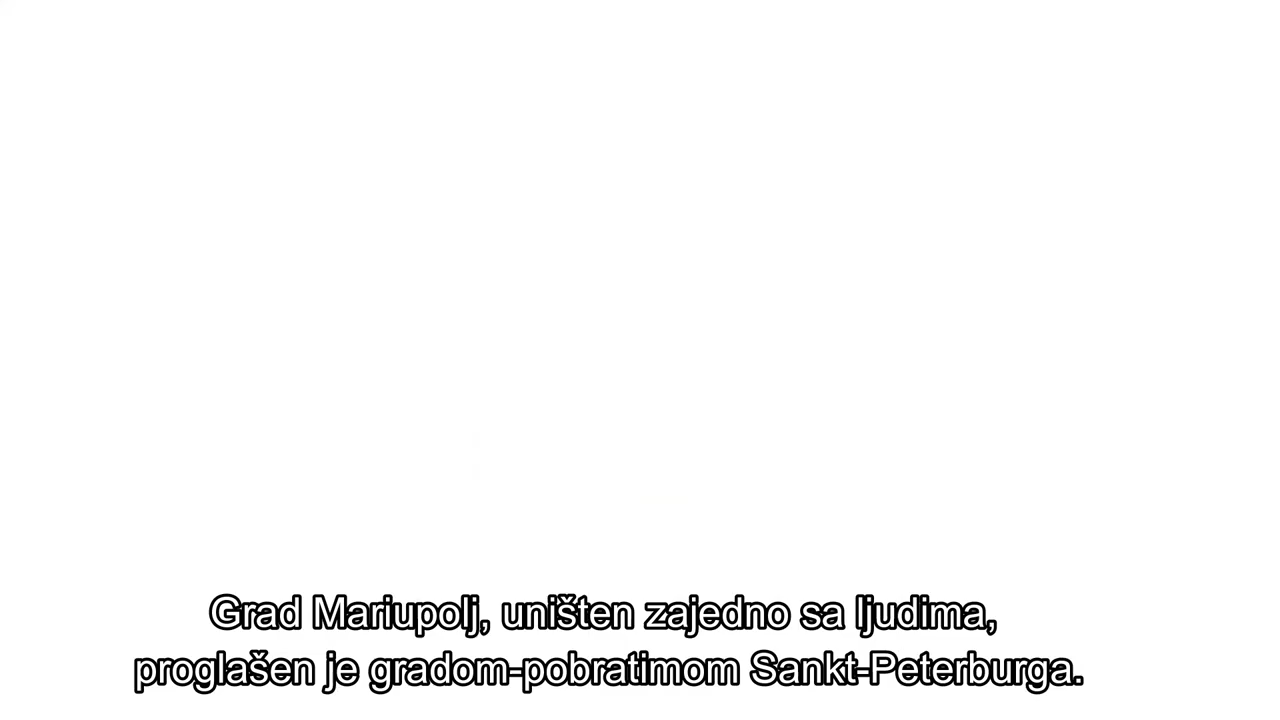 Grad Mariupolj, uništen zajedno sa ljudima,
proglašen je gradom-pobratimom Sankt-Peterburga.